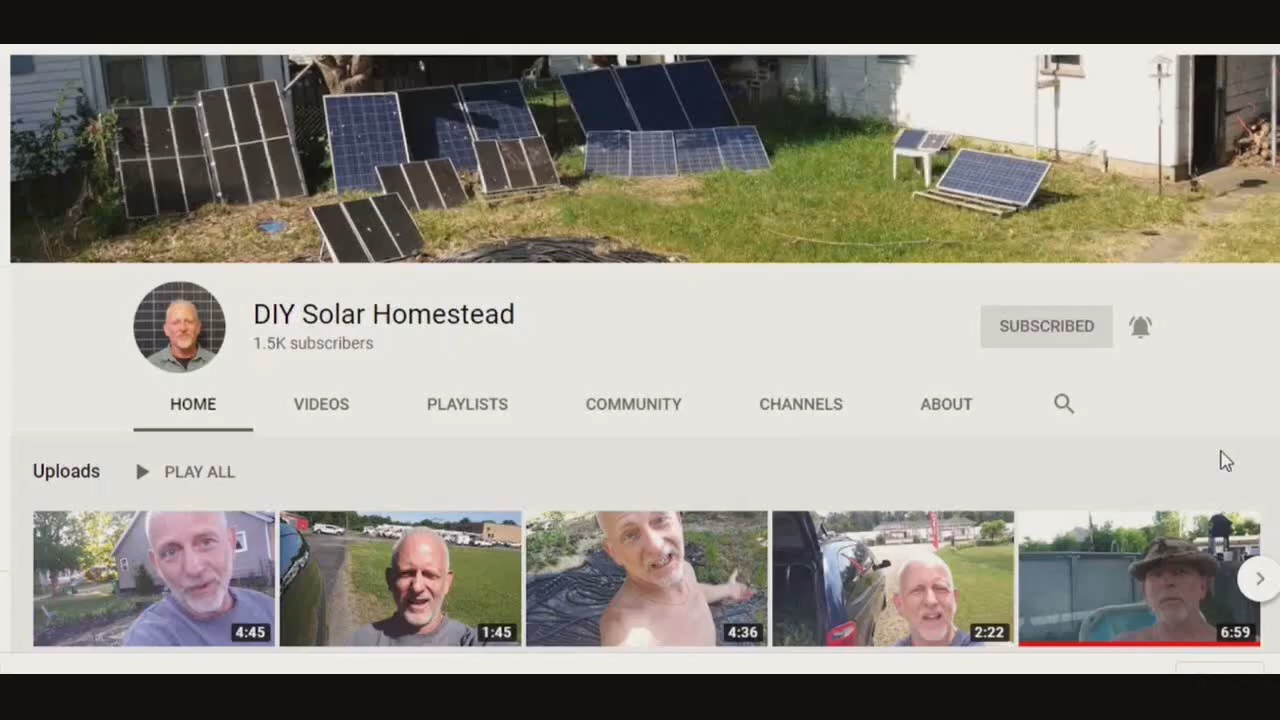 DIY Solar Homestead
1.5K subscribers
SUBSCRIBED
HOME VIDEOS PLAYLISTS COMMUNITY CHANNELS ABOUT
Uploads PLAY ALL
4:45 1:45 4:36 2:22 6:59